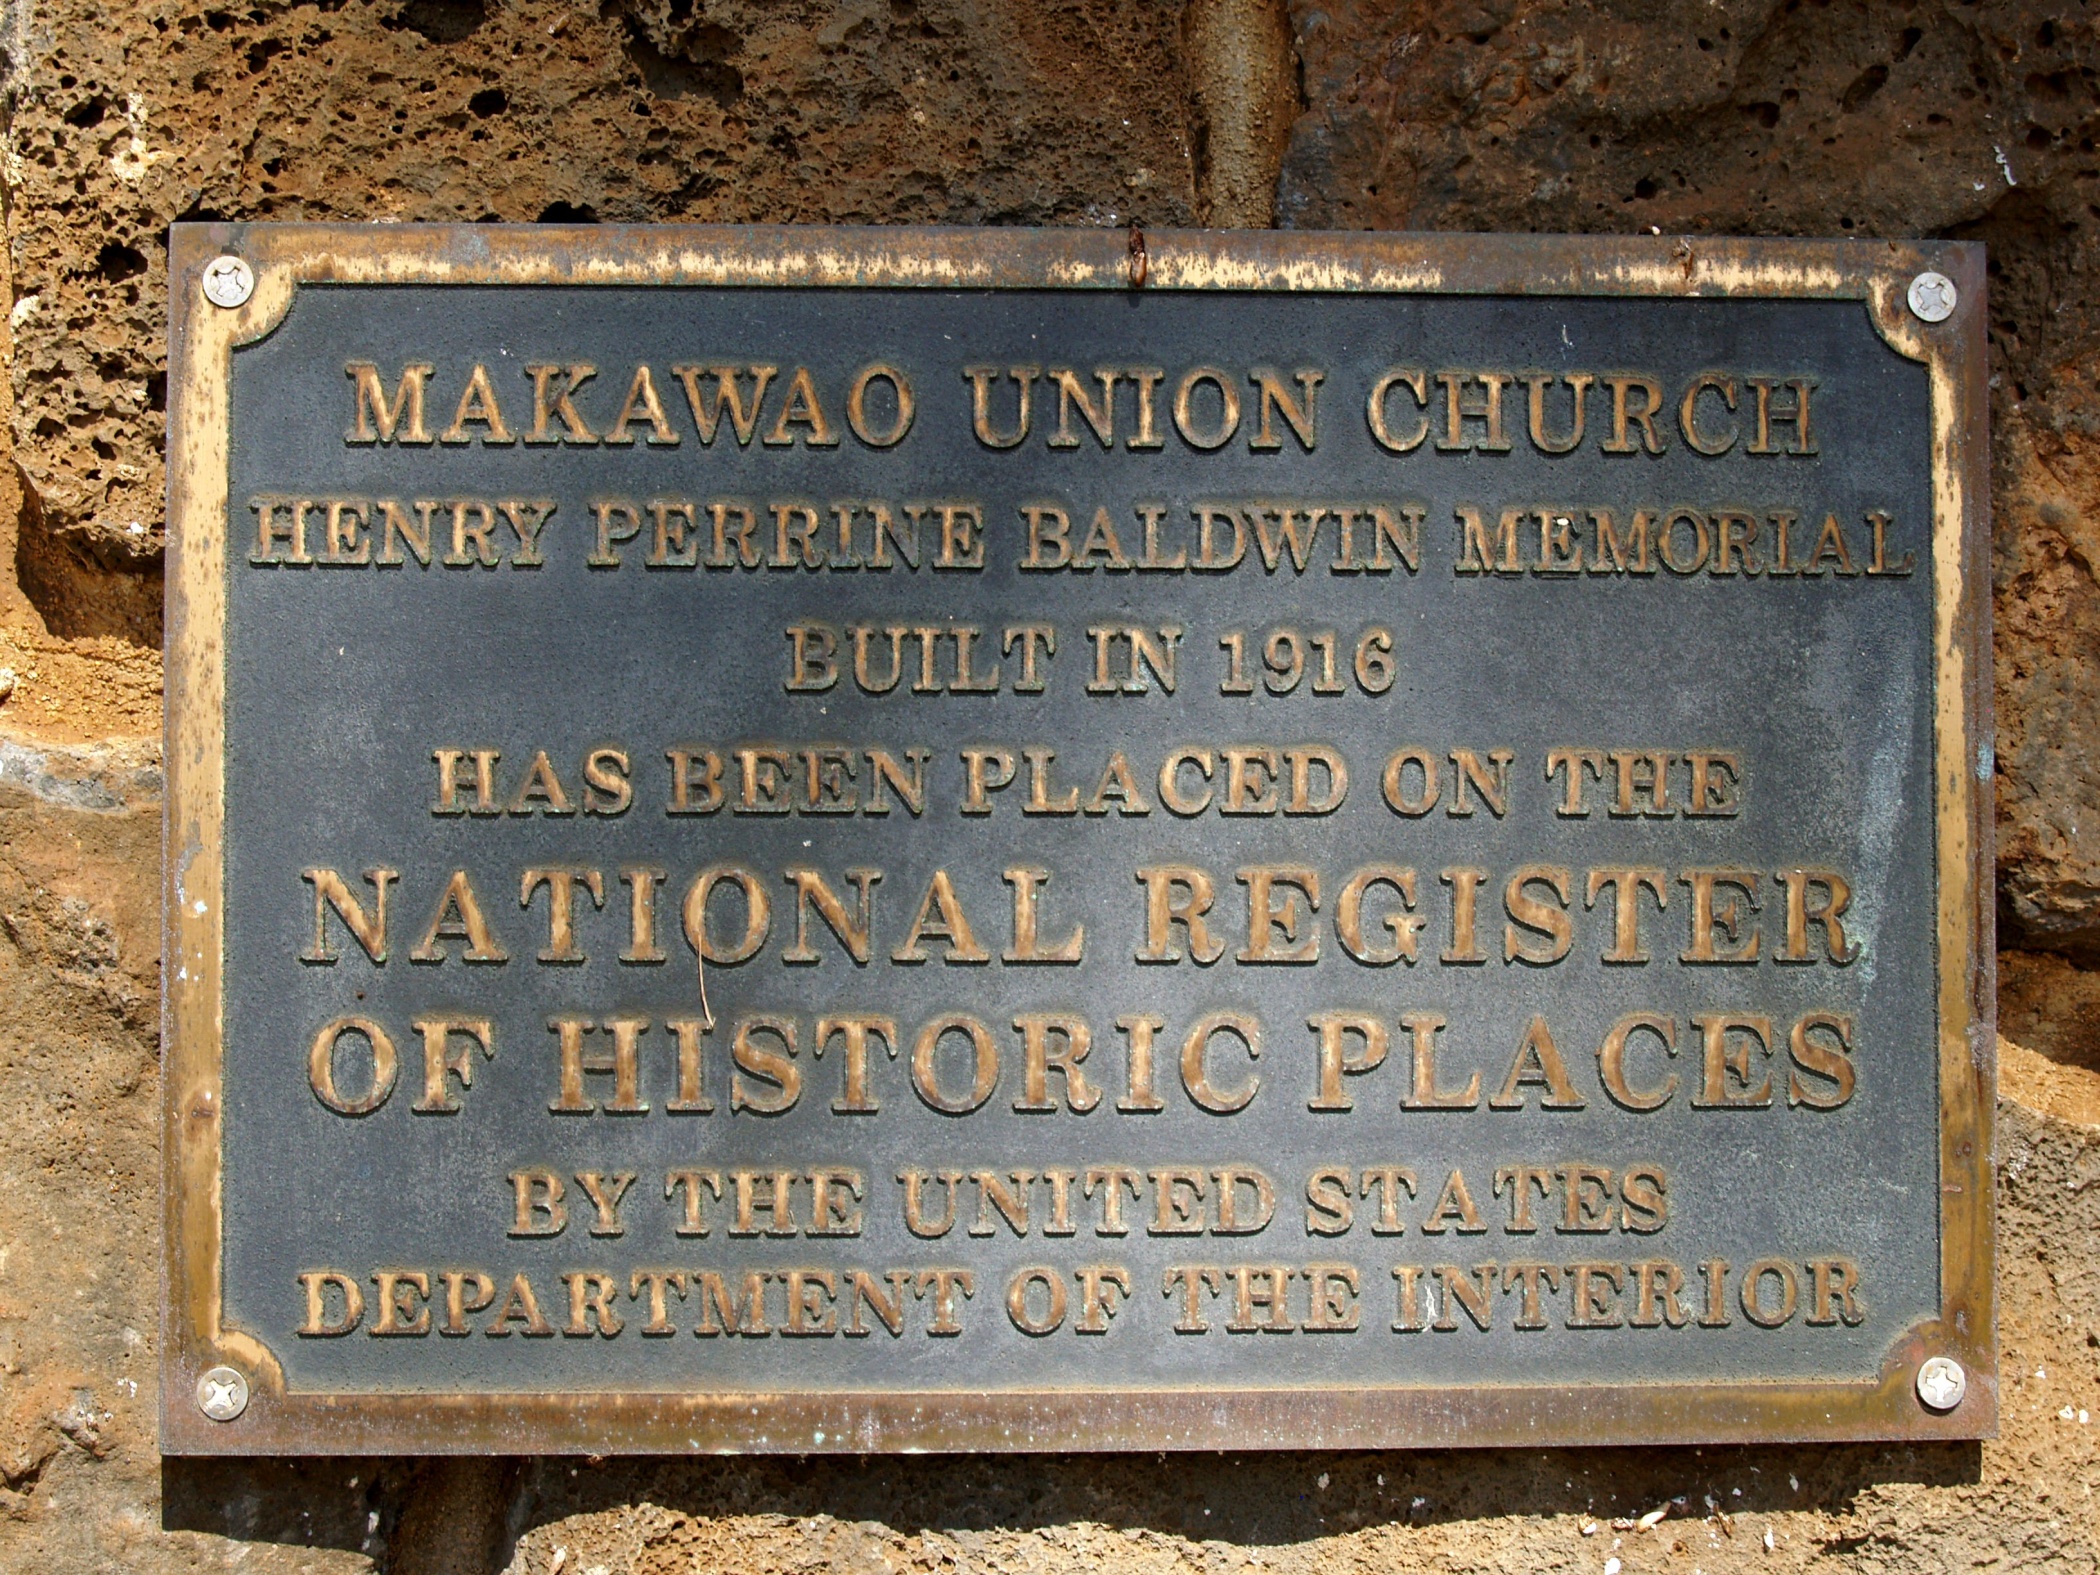 MAKAWAO UNION CHURCH
HENRY PERRINE BALDWIN MEMORIAL
BUILT IN 1916
HAS BEEN PLACED ON THE
NATIONAL REGISTER
OF HISTORIC PLACES
BY THE UNITED STATES
DEPARTMENT OF THE INTERIOR